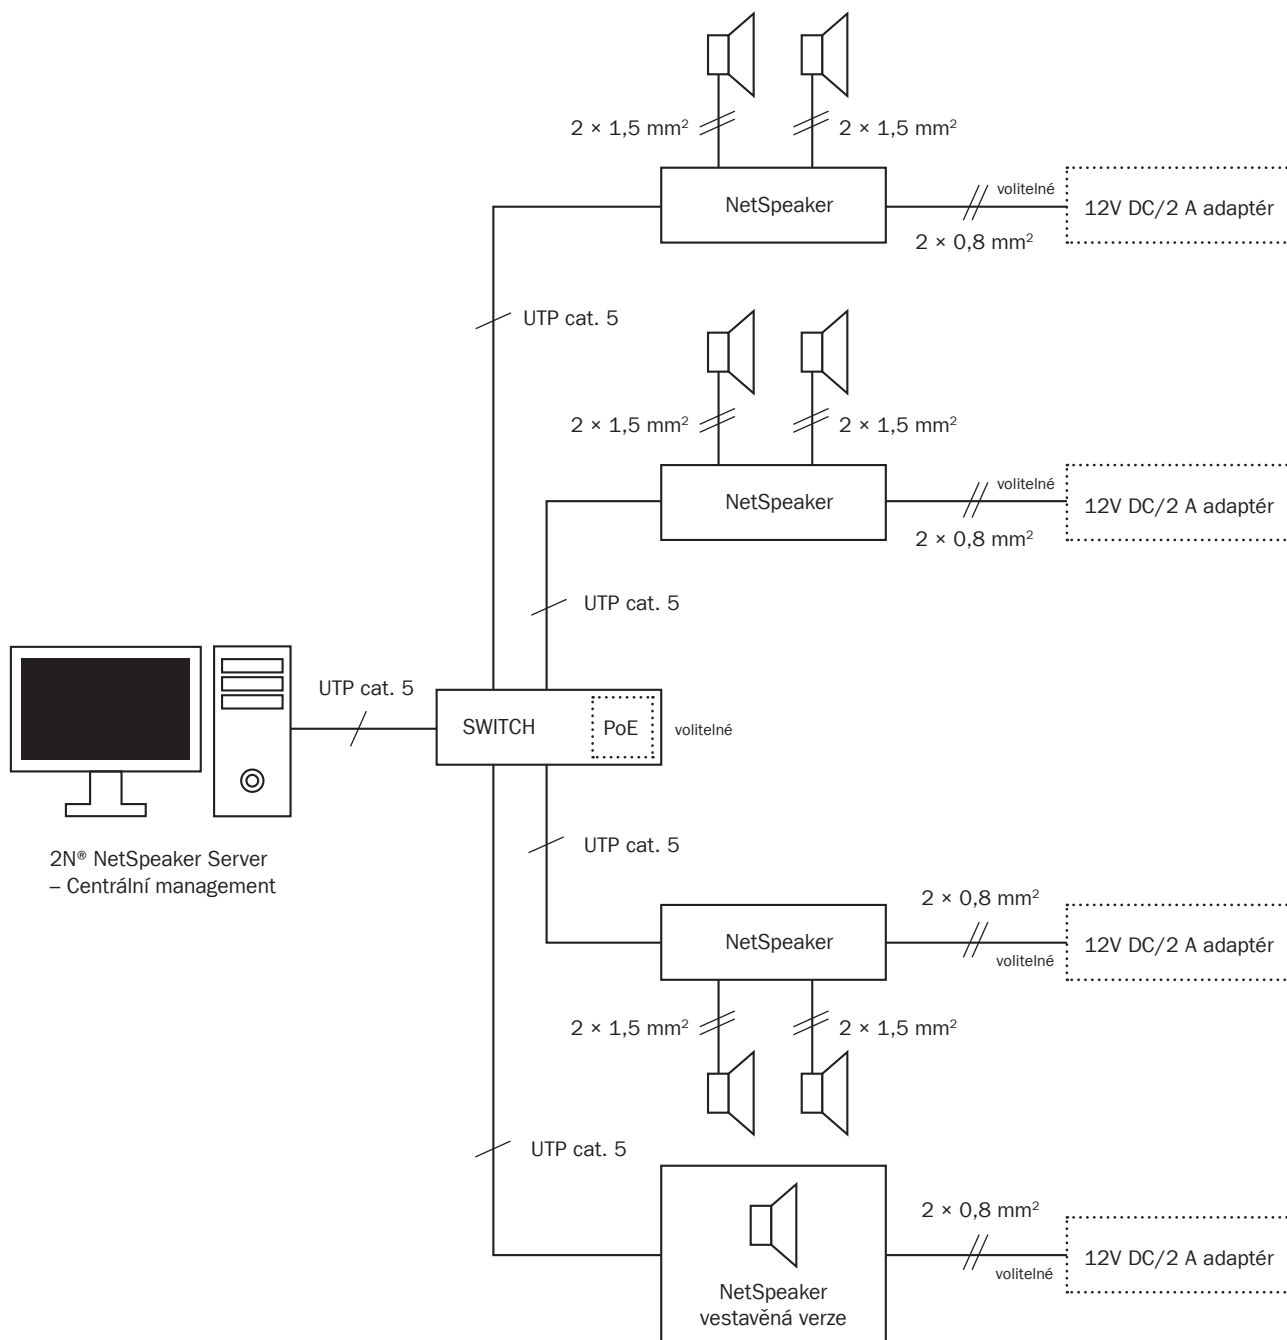 2 × 1,5 mm²
2 × 1,5 mm²
NetSpeaker
volitelné
2 × 0,8 mm²
12V DC/2 A adaptér
UTP cat. 5
2 × 1,5 mm²
2 × 1,5 mm²
NetSpeaker
volitelné
2 × 0,8 mm²
12V DC/2 A adaptér
UTP cat. 5
UTP cat. 5
SWITCH
PoE
volitelné
2N® NetSpeaker Server
– Centrální management
UTP cat. 5
NetSpeaker
2 × 0,8 mm²
volitelné
12V DC/2 A adaptér
2 × 1,5 mm²
2 × 1,5 mm²
UTP cat. 5
NetSpeaker
vestavěná verze
2 × 0,8 mm²
volitelné
12V DC/2 A adaptér